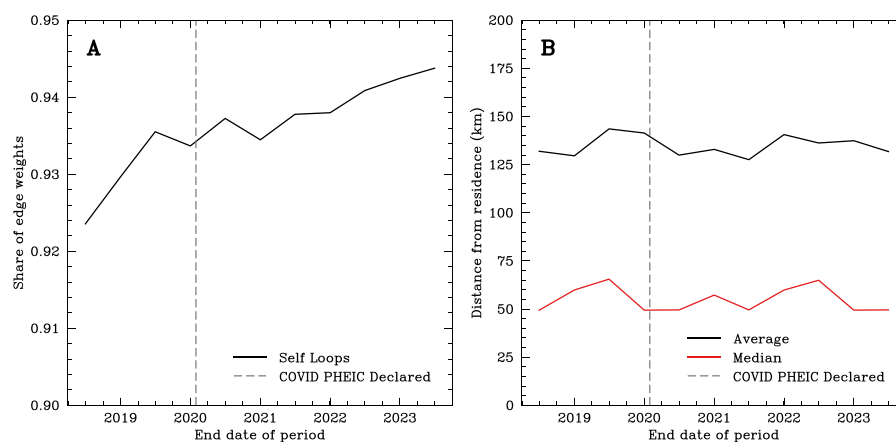 A
0.95
0.94
0.93
0.92
0.91
0.90
Share of edge weights
Self Loops
COVID PHEIC Declared
2019 2020 2021 2022 2023
End date of period
B
200
175
150
125
100
75
50
25
0
Distance from residence (km)
Average
Median
COVID PHEIC Declared
2019 2020 2021 2022 2023
End date of period